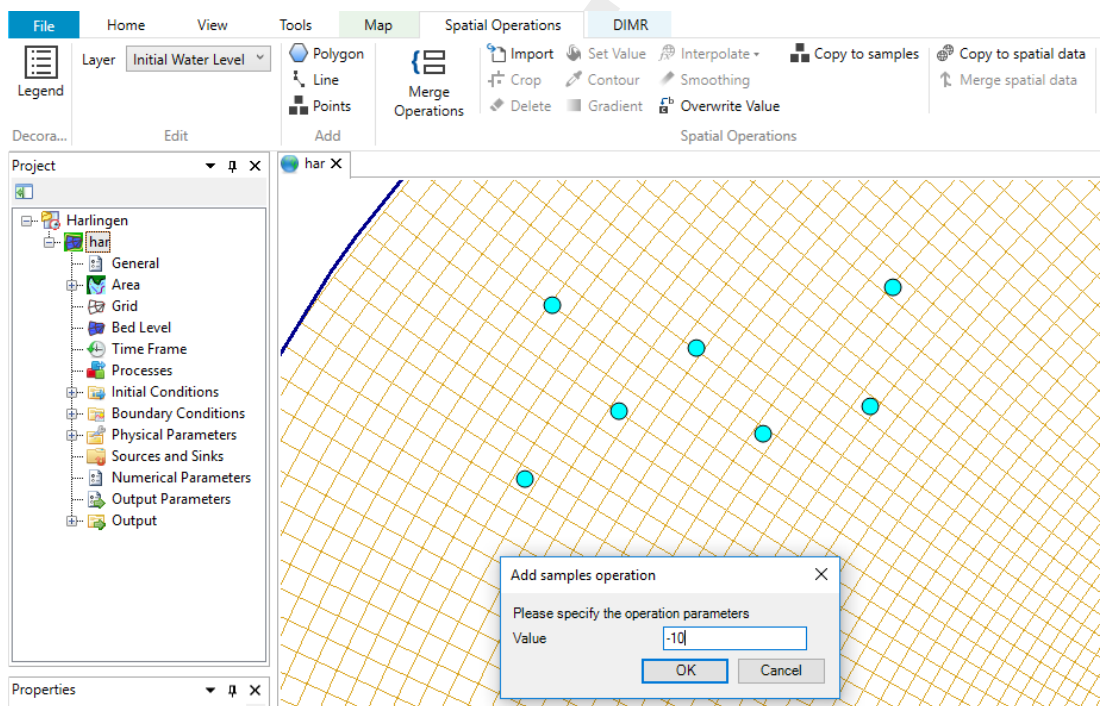 File Home View Tools Map Spatial Operations DIMR
Legend
Layer Initial Water Level
Polygon
Line
Points
Merge
Operations
Import Set Value Interpolate Copy to samples Copy to spatial data
Crop Contour Smoothing Merge spatial data
Delete Gradient Overwrite Value
Decora... Edit Add Spatial Operations
Project
har
Harlingen
har
General
Area
Grid
Bed Level
Time Frame
Processes
Initial Conditions
Boundary Conditions
Physical Parameters
Sources and Sinks
Numerical Parameters
Output Parameters
Output
Add samples operation
Please specify the operation parameters
Value -10
OK Cancel
Properties